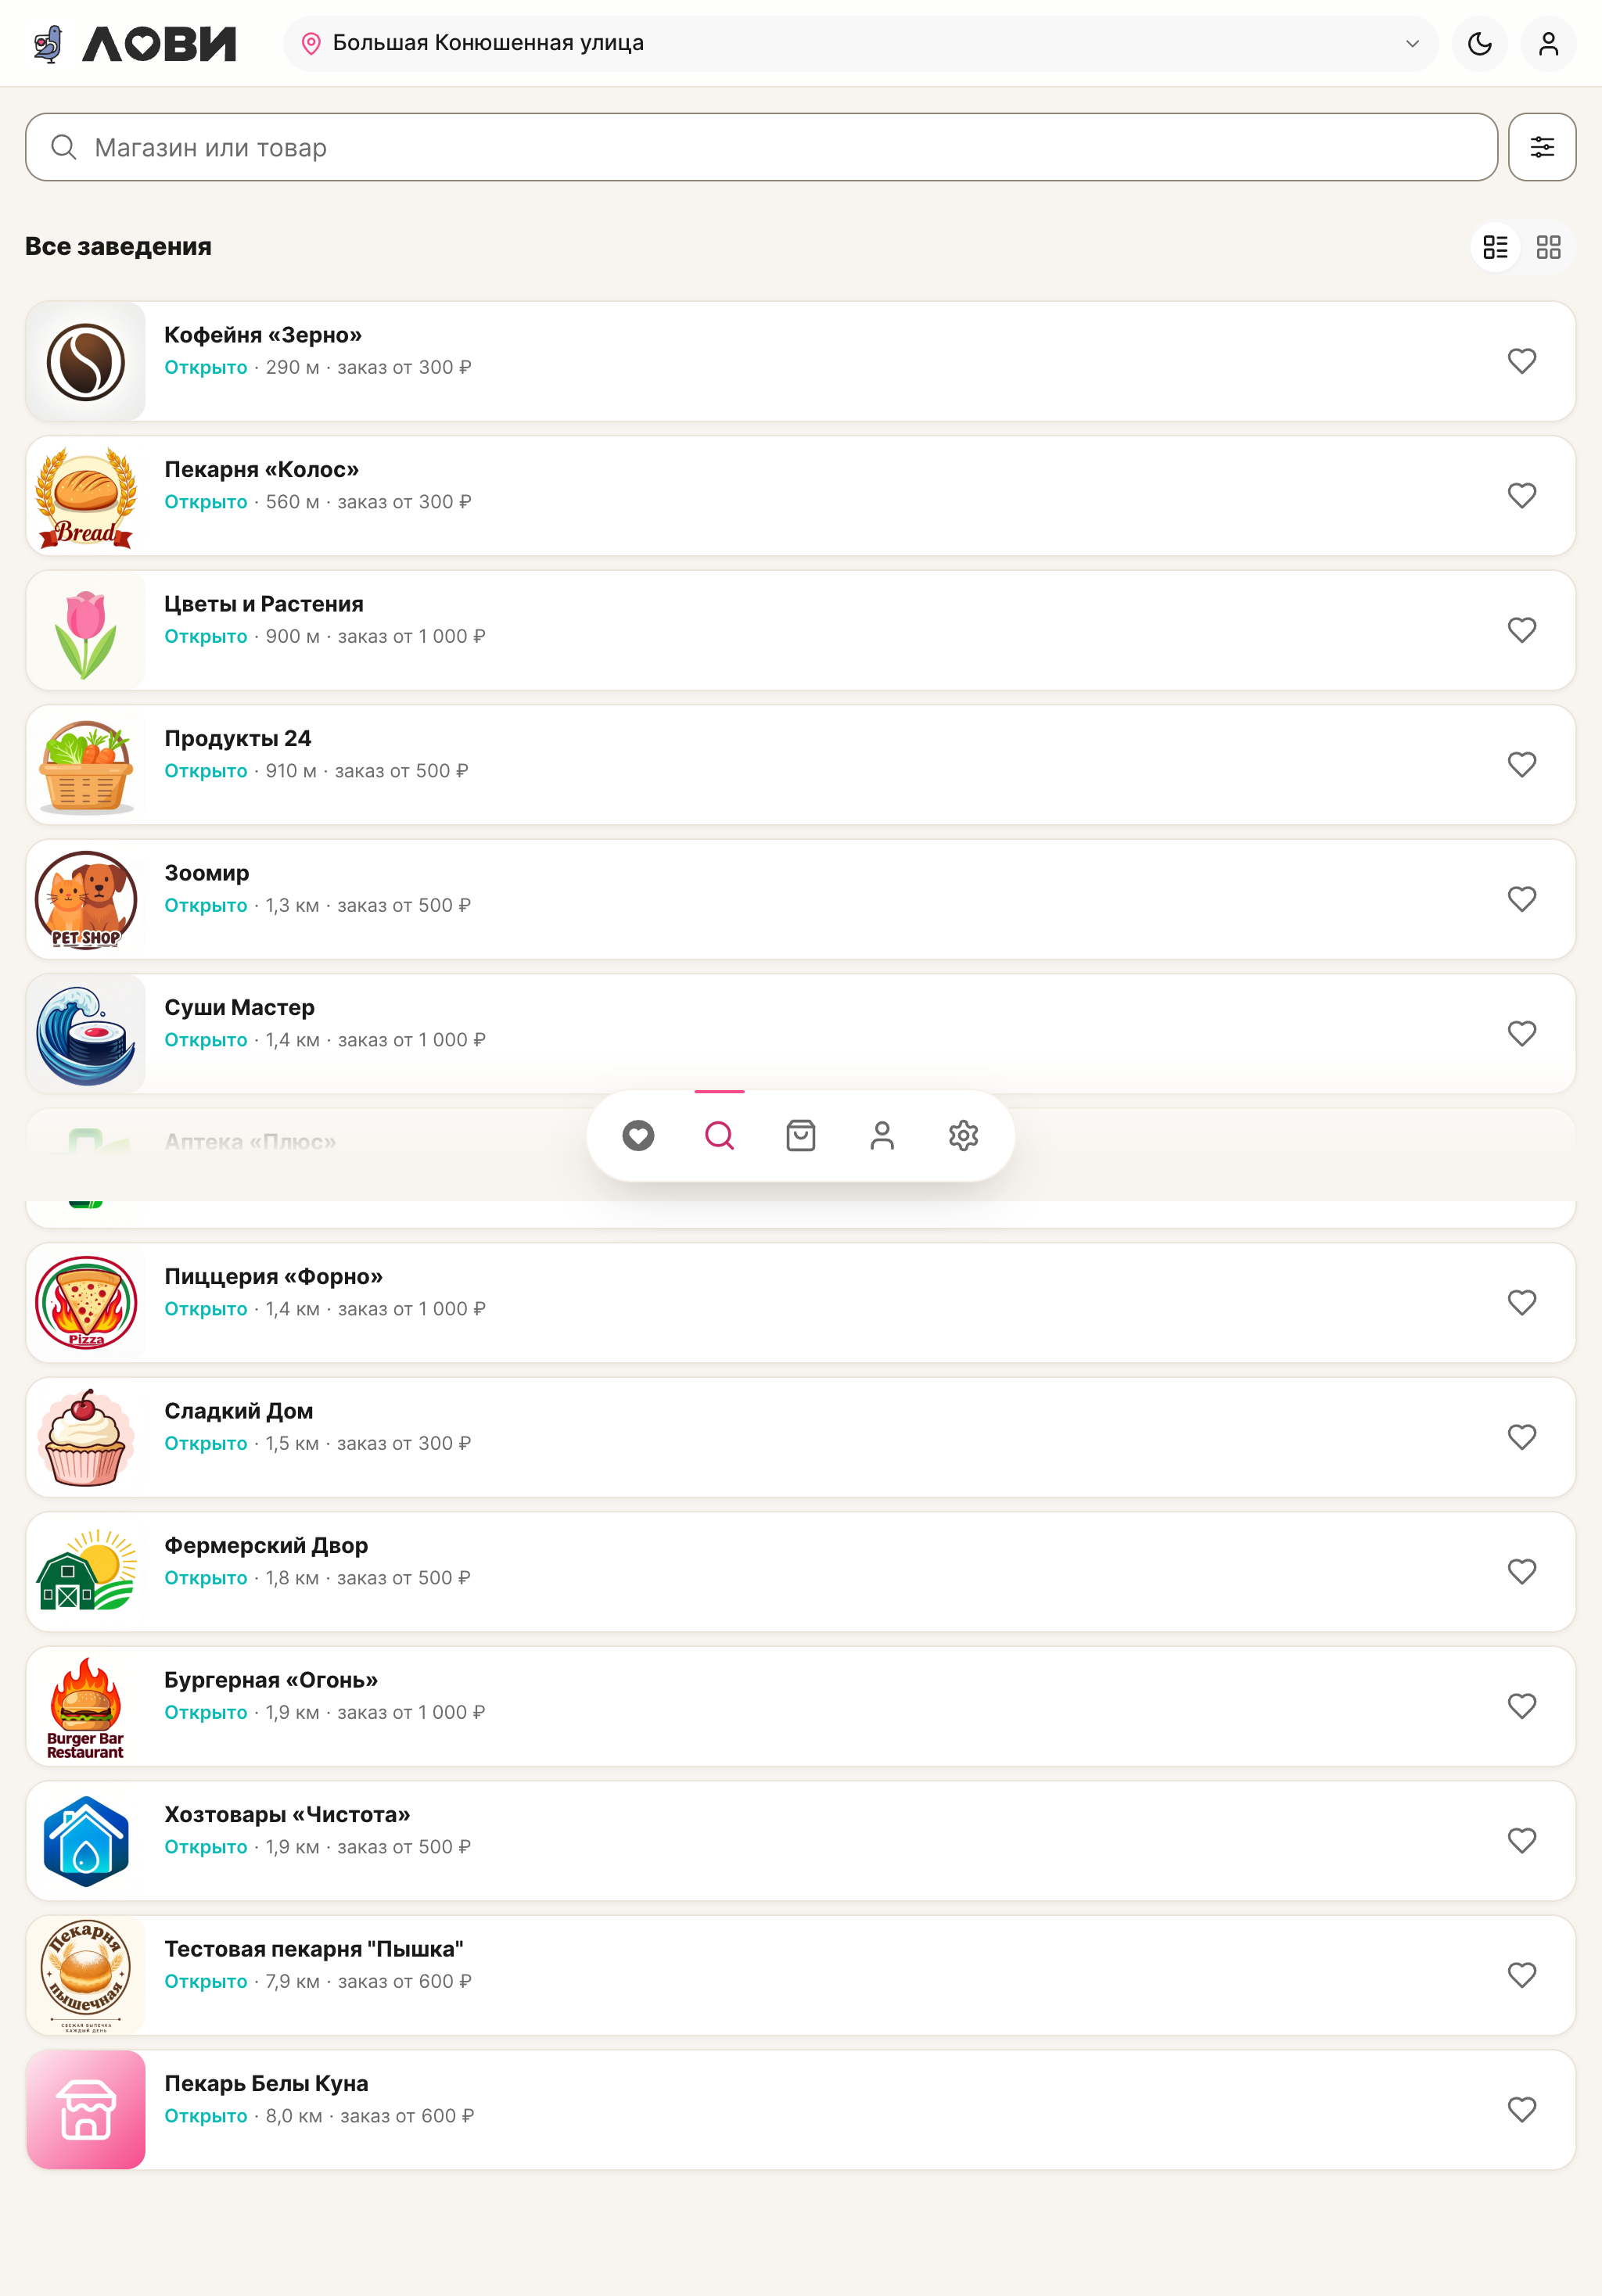 ЛОВИ
Большая Конюшенная улица
Магазин или товар
Все заведения
Кофейня «Зерно»
Открыто · 290 м · заказ от 300 ₽
Bread
Пекарня «Колос»
Открыто · 560 м · заказ от 300 ₽
Цветы и Растения
Открыто · 900 м · заказ от 1 000 ₽
Продукты 24
Открыто · 910 м · заказ от 500 ₽
PET SHOP
Зоомир
Открыто · 1,3 км · заказ от 500 ₽
Суши Мастер
Открыто · 1,4 км · заказ от 1 000 ₽
Аптека «Плюс»
Pizza
Пиццерия «Форно»
Открыто · 1,4 км · заказ от 1 000 ₽
Сладкий Дом
Открыто · 1,5 км · заказ от 300 ₽
Фермерский Двор
Открыто · 1,8 км · заказ от 500 ₽
Burger Bar
Restaurant
Бургерная «Огонь»
Открыто · 1,9 км · заказ от 1 000 ₽
Хозтовары «Чистота»
Открыто · 1,9 км · заказ от 500 ₽
Пекарня
пышечная
СВЕЖАЯ ВЫПЕЧКА
КАЖДЫЙ ДЕНЬ
Тестовая пекарня "Пышка"
Открыто · 7,9 км · заказ от 600 ₽
Пекарь Белы Куна
Открыто · 8,0 км · заказ от 600 ₽